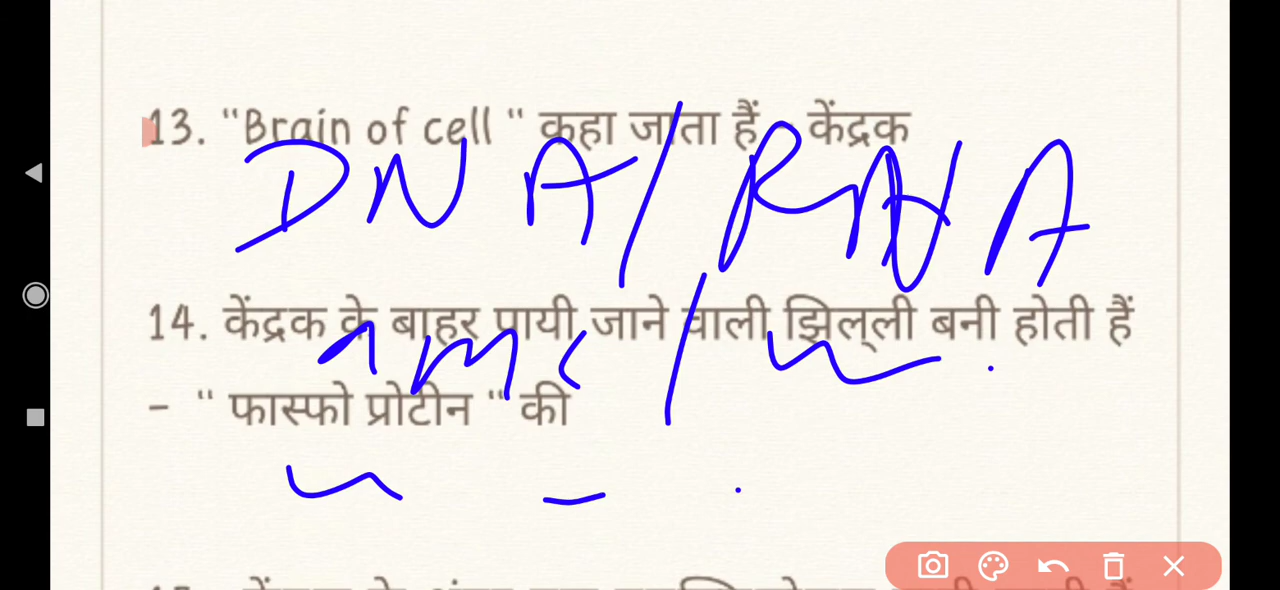 13. "Brain of cell " कहा जाता हैं - केंद्रक
DNA/RNA
14. केंद्रक के बाहर पायी जाने वाली झिल्ली बनी होती हैं
- " फास्फो प्रोटीन " की